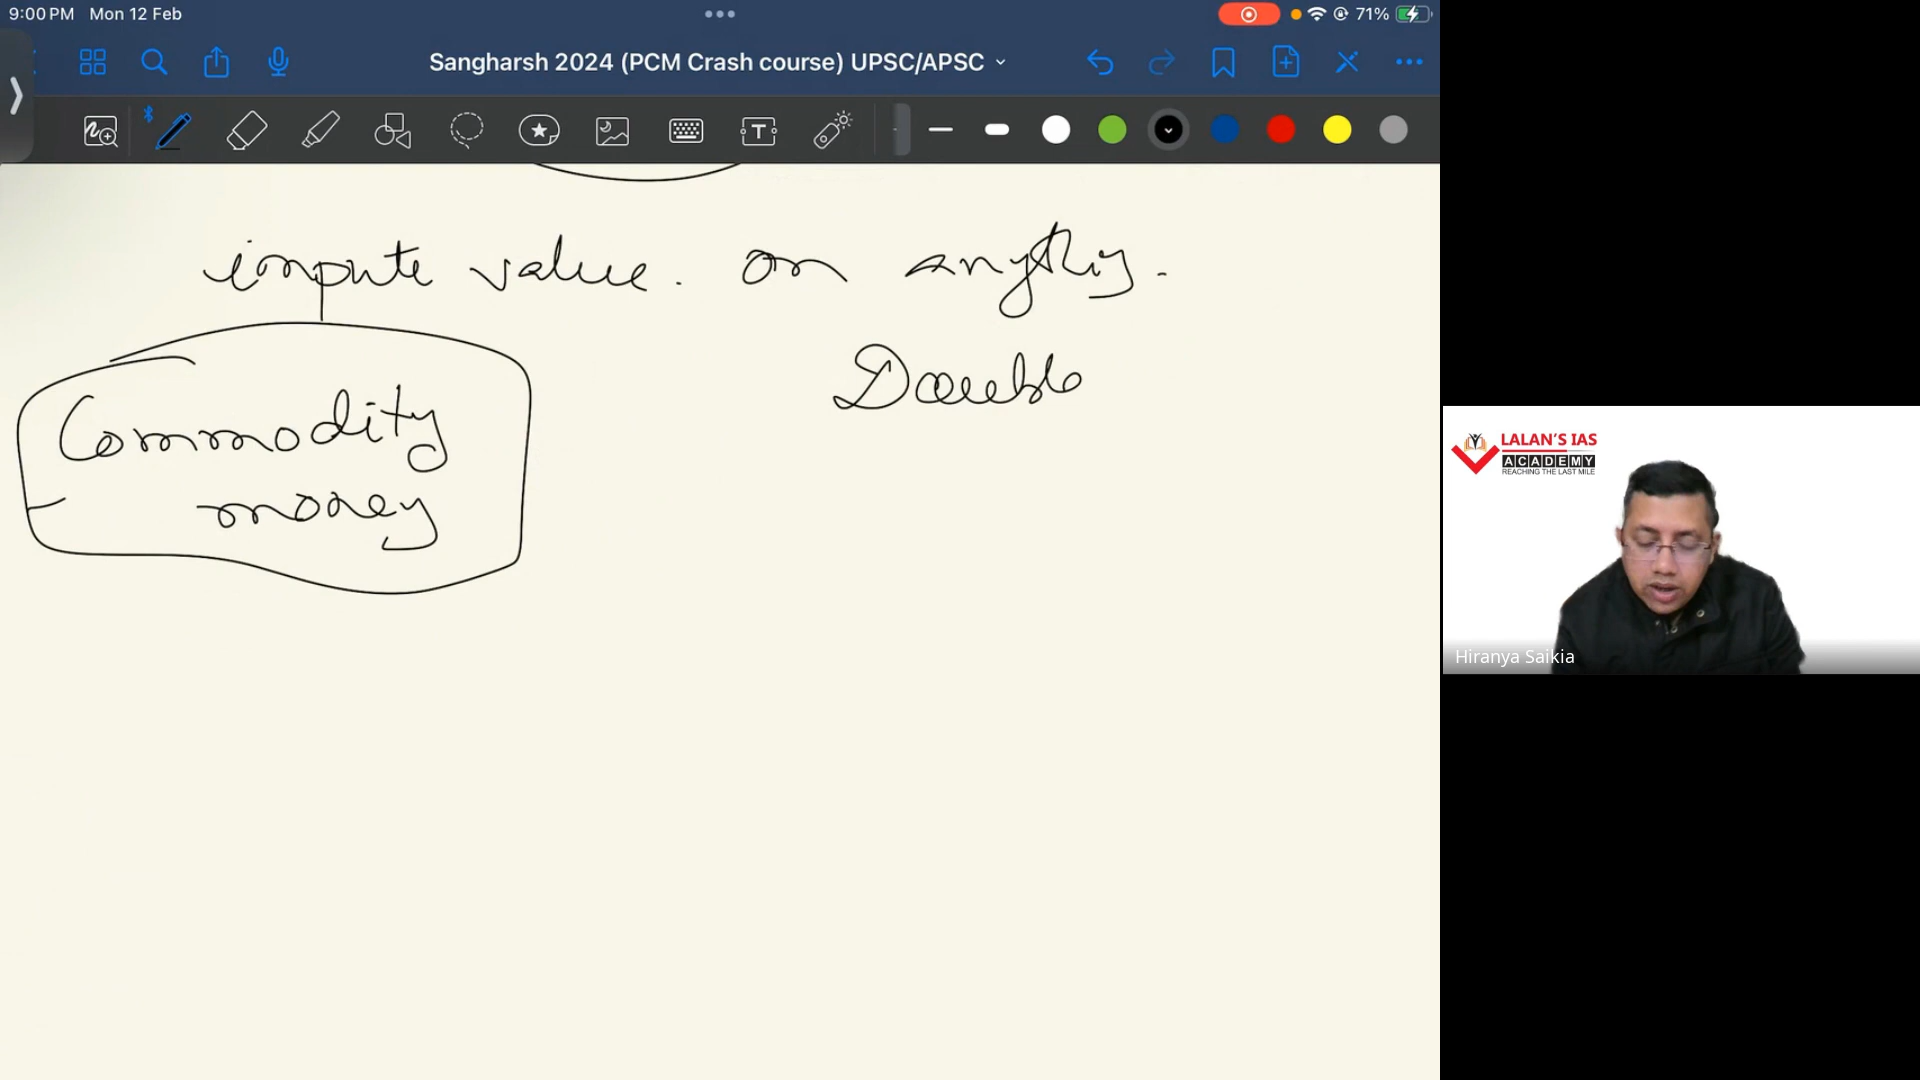 9:00 PM Mon 12 Feb
71%
Sangharsh 2024 (PCM Crash course) UPSC/APSC
impute value. on anythig.
Double
Commodity
money
LALAN'S IAS
ACADEMY
REACHING THE LAST MILE
Hiranya Saikia